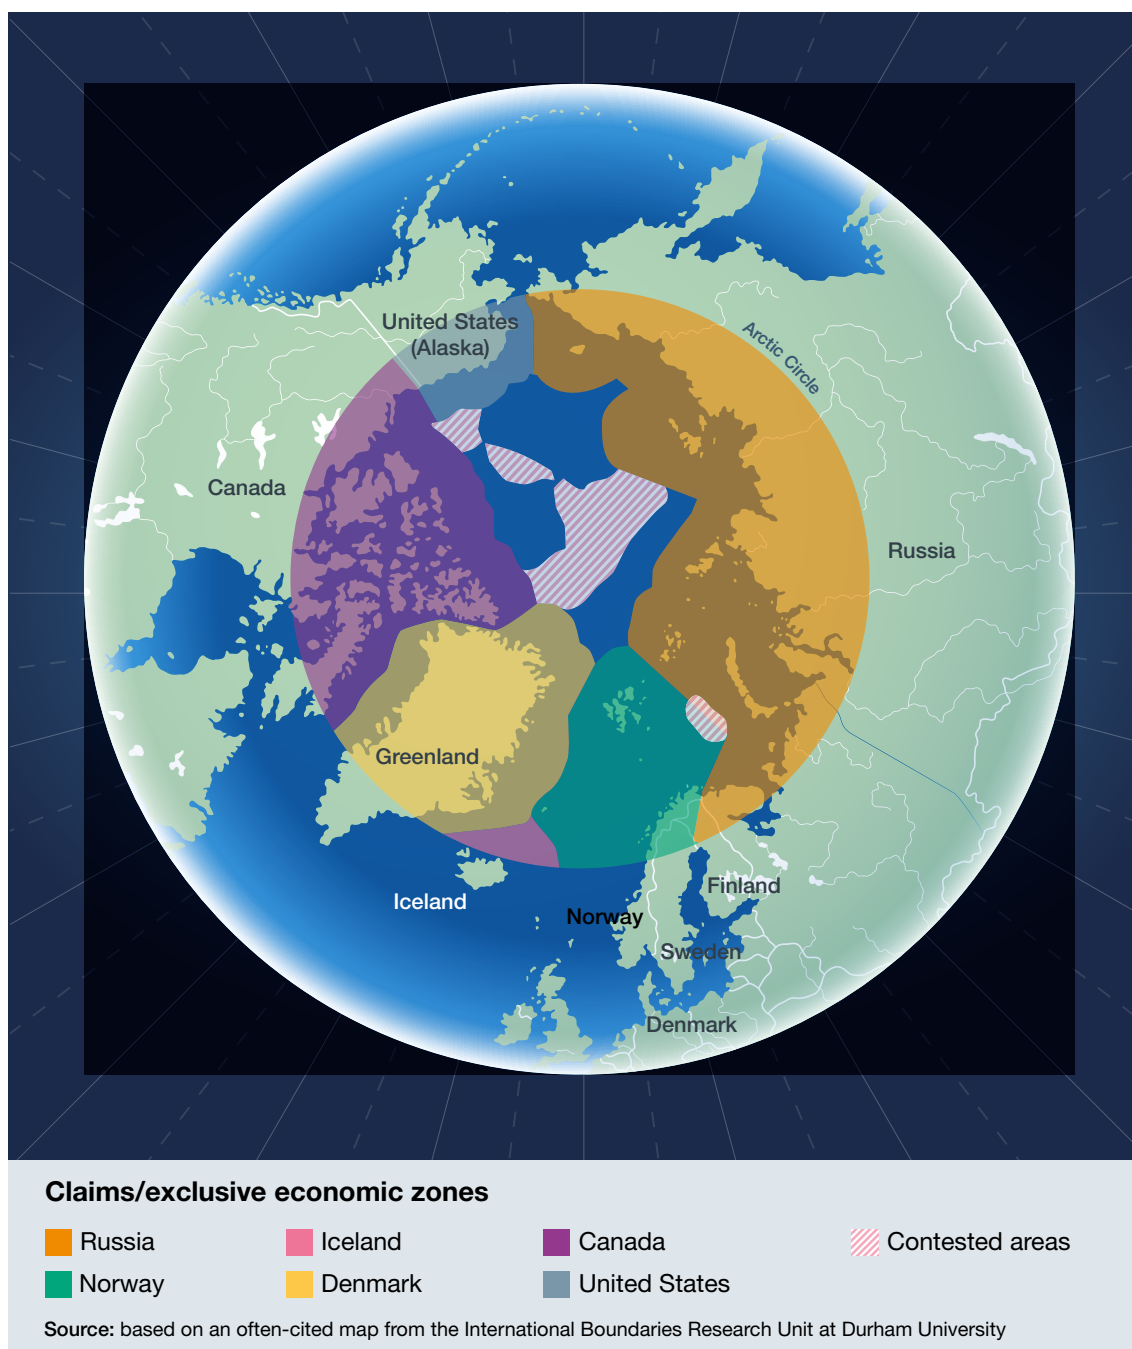 United States
(Alaska)
Arctic Circle
Canada
Russia
Greenland
Iceland
Finland
Norway
Sweden
Denmark
Claims/exclusive economic zones
Russia
Iceland
Canada
Contested areas
Norway
Denmark
United States
Source: based on an often-cited map from the International Boundaries Research Unit at Durham University